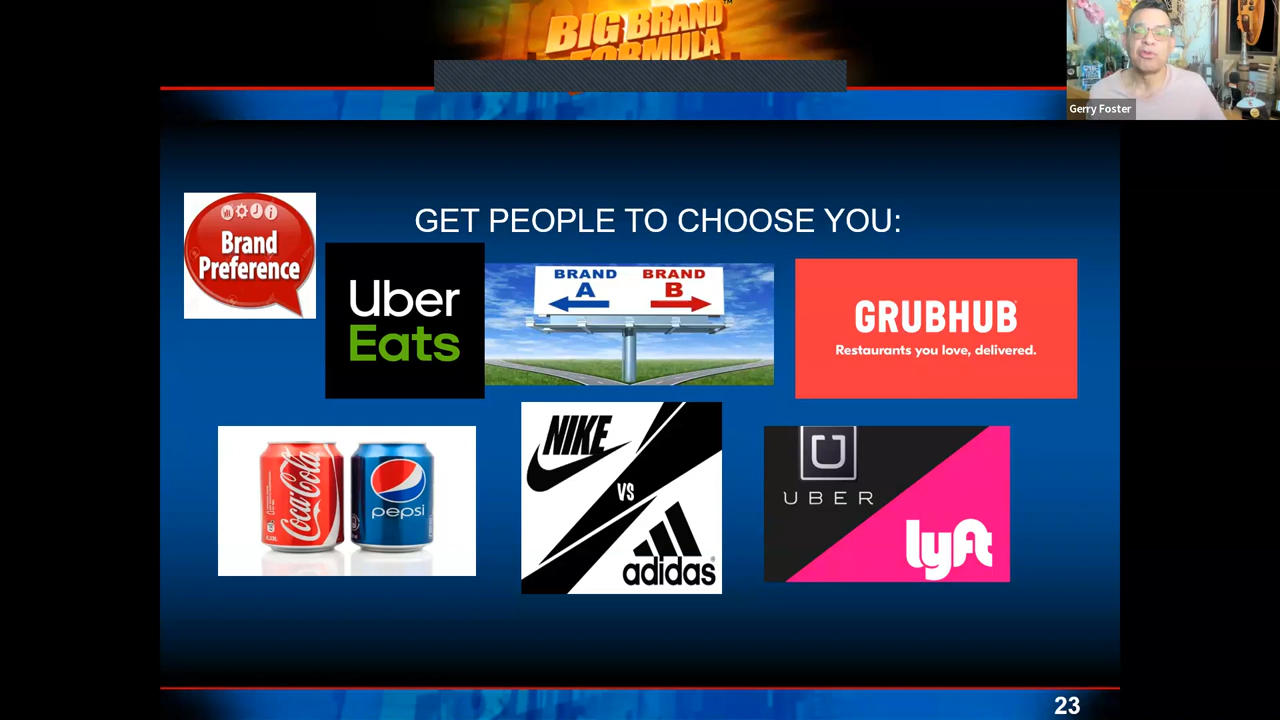 BIG BRAND
FORMULA
™
Gerry Foster
GET PEOPLE TO CHOOSE YOU:
Brand
Preference
Uber
Eats
BRAND
A
BRAND
B
GRUBHUB
Restaurants you love, delivered.
Coca-Cola
pepsi
NIKE
VS
adidas
UBER
lyft
23